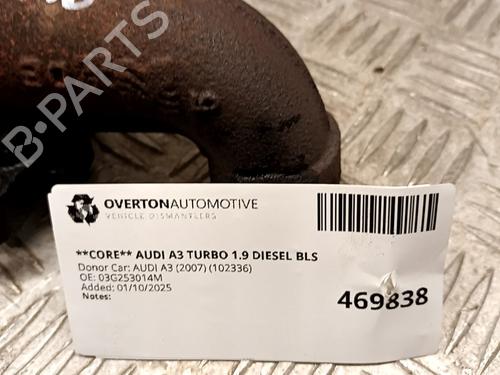 B-PARTS
OVERTONAUTOMOTIVE
VEHICLE DISMANTLERS
**CORE** AUDI A3 TURBO 1.9 DIESEL BLS
Donor Car: AUDI A3 (2007) (102336)
OE: 03G253014M
Added: 01/10/2025
Notes:
469838